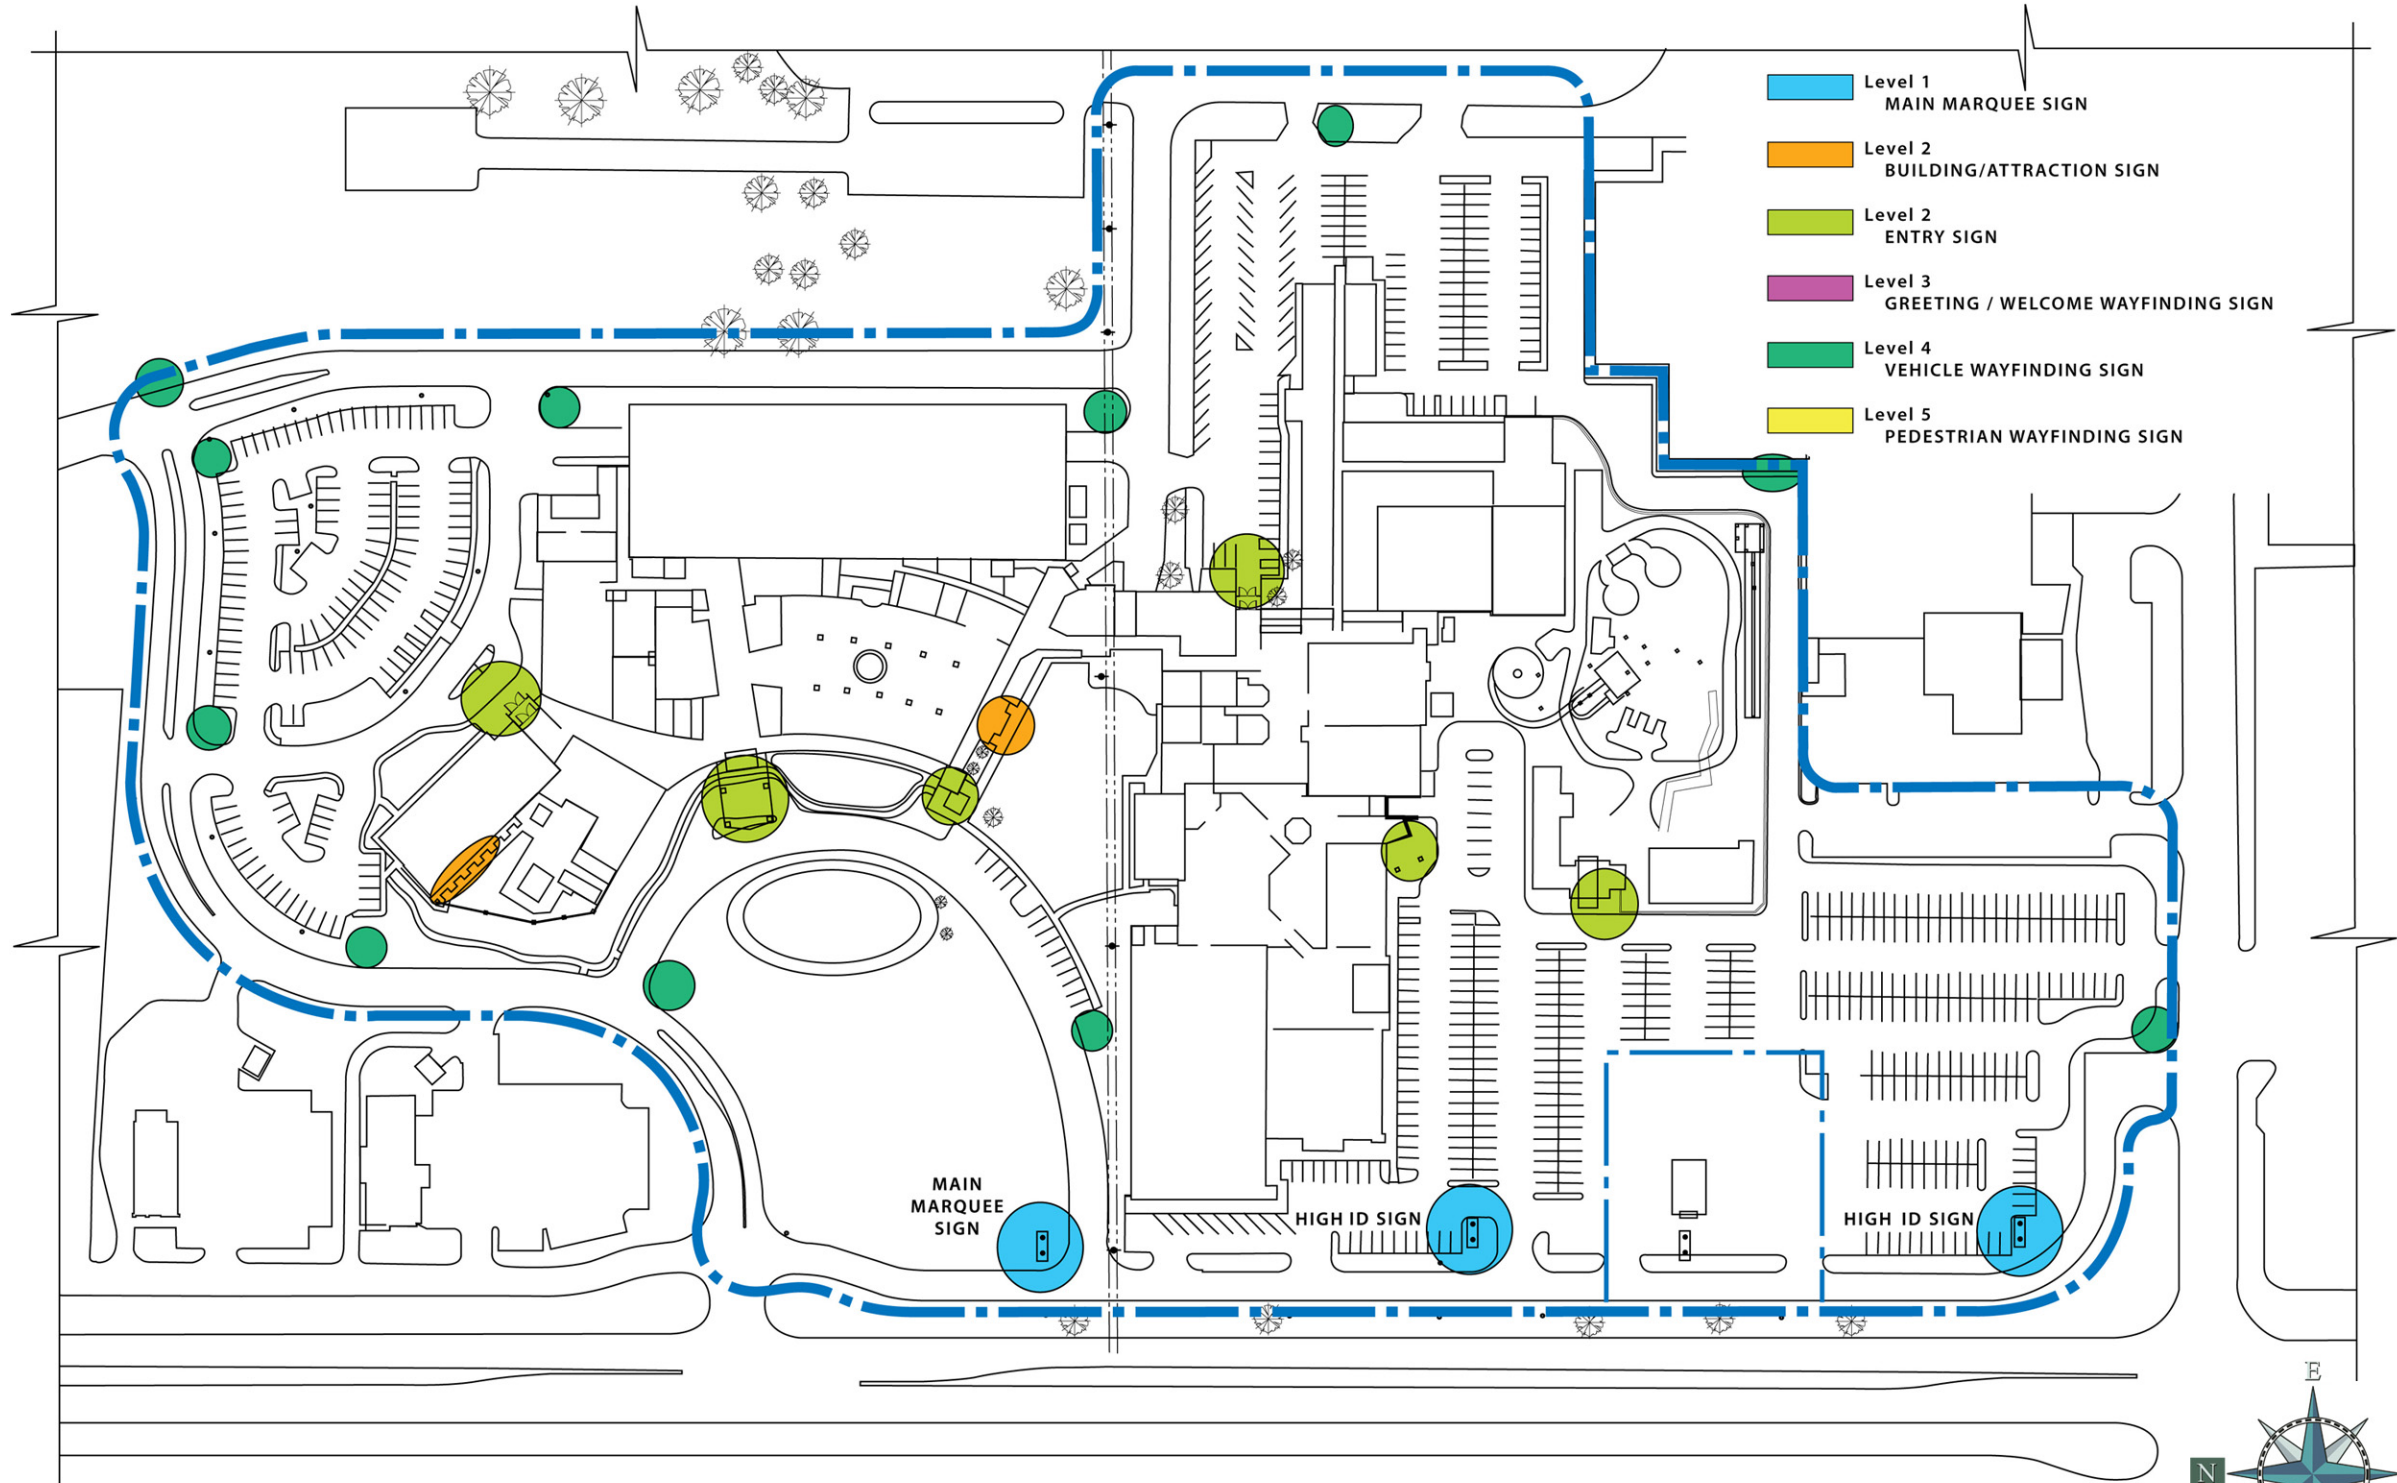 Level 1
MAIN MARQUEE SIGN
Level 2
BUILDING/ATTRACTION SIGN
Level 2
ENTRY SIGN
Level 3
GREETING / WELCOME WAYFINDING SIGN
Level 4
VEHICLE WAYFINDING SIGN
Level 5
PEDESTRIAN WAYFINDING SIGN
MAIN
MARQUEE
SIGN
HIGH ID SIGN
HIGH ID SIGN
E
N